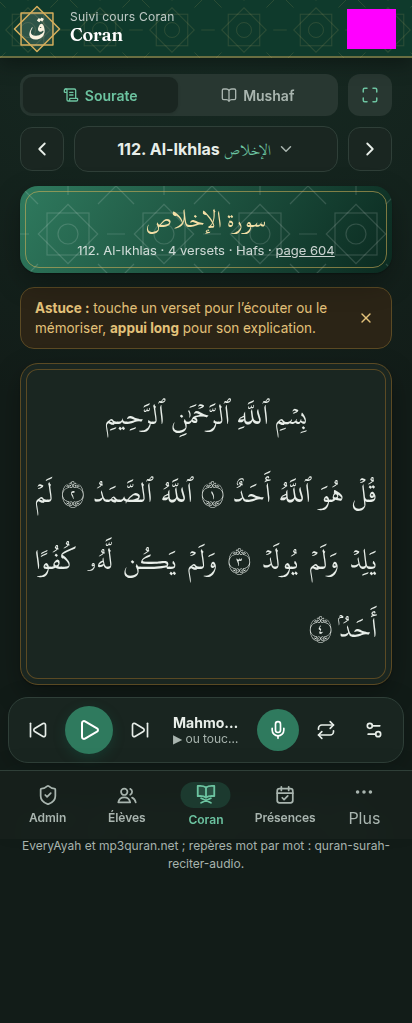 ق
Suivi cours Coran
Coran
Sourate
Mushaf
112. Al-Ikhlas الإخلاص
سورة الإخلاص
112. Al-Ikhlas · 4 versets · Hafs · page 604
Astuce : touche un verset pour l’écouter ou le
mémoriser, appui long pour son explication.
بِسۡمِ ٱللَّهِ ٱلرَّحۡمَٰنِ ٱلرَّحِيمِ
قُلۡ هُوَ ٱللَّهُ أَحَدٌ ١ ٱللَّهُ ٱلصَّمَدُ ٢ لَمۡ
يَلِدۡ وَلَمۡ يُولَدۡ ٣ وَلَمۡ يَكُن لَّهُۥ كُفُوًا
أَحَدُۢ ٤
Mahmo...
▶ ou touc...
Admin
Élèves
Coran
Présences
Plus
EveryAyah et mp3quran.net ; repères mot par mot : quran-surah-
reciter-audio.